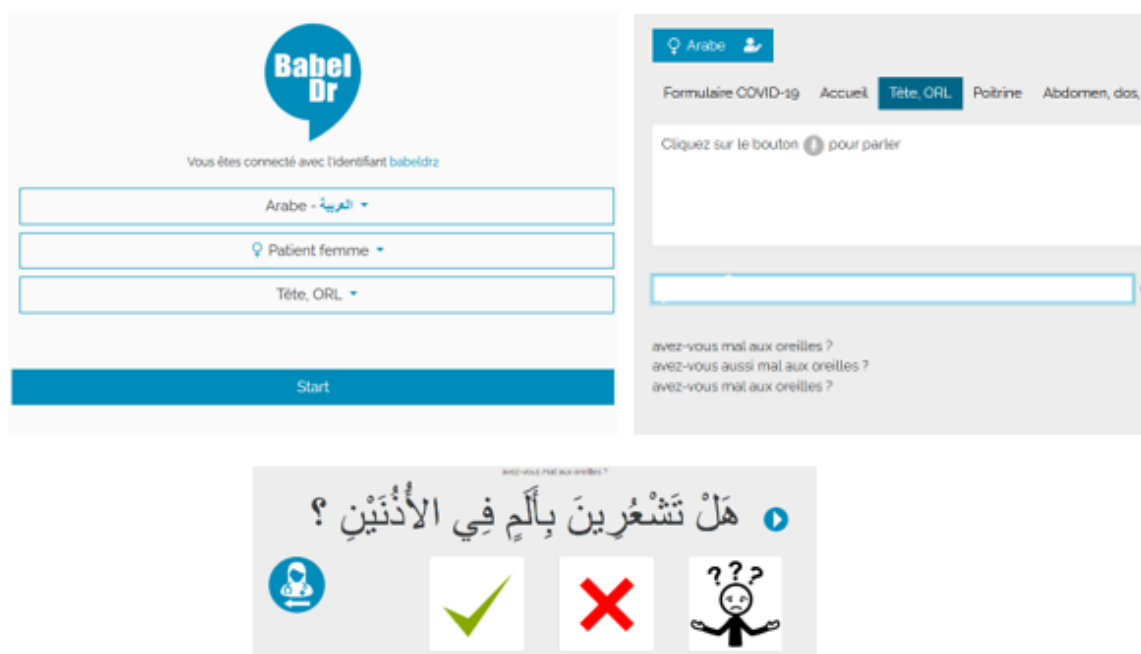 Babel
Dr
Vous êtes connecté avec l'identifiant babeldrz
Arabe - العربية
Patient femme
Tête, ORL
Start
Arabe
Formulaire COVID-19 Accueil Tête, ORL Poitrine Abdomen, dos,
Cliquez sur le bouton pour parler
avez-vous mal aux oreilles ?
avez-vous aussi mal aux oreilles ?
avez-vous mal aux oreilles ?
avez-vous mal aux oreilles ?
هَلْ تَشْعُرِينَ بِأَلَمٍ فِي الأُذُنَيْنِ ؟
???